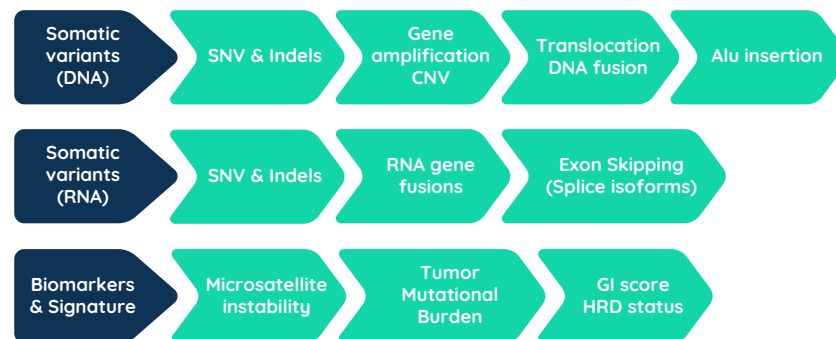 Somatic
variants
(DNA)
SNV & Indels
Gene
amplification
CNV
Translocation
DNA fusion
Alu insertion
Somatic
variants
(RNA)
SNV & Indels
RNA gene
fusions
Exon Skipping
(Splice isoforms)
Biomarkers
& Signature
Microsatellite
instability
Tumor
Mutational
Burden
GI score
HRD status